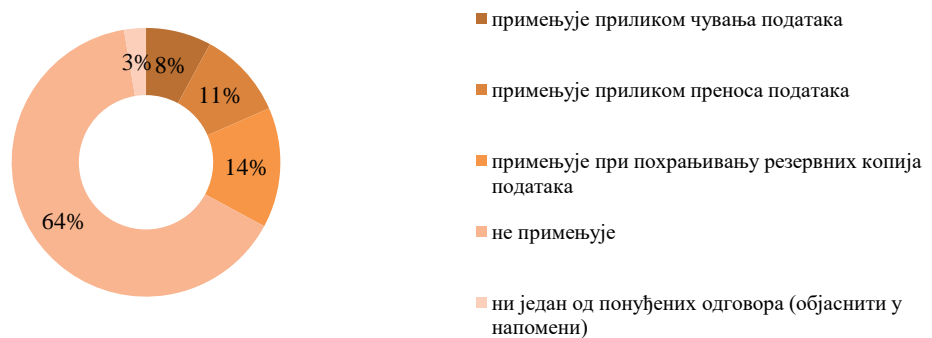 3%
8%
11%
14%
64%
примењује приликом чувања података
примењује приликом преноса података
примењује при похрањивању резервних копија
података
не примењује
ни један од понуђених одговора (објаснити у
напомени)